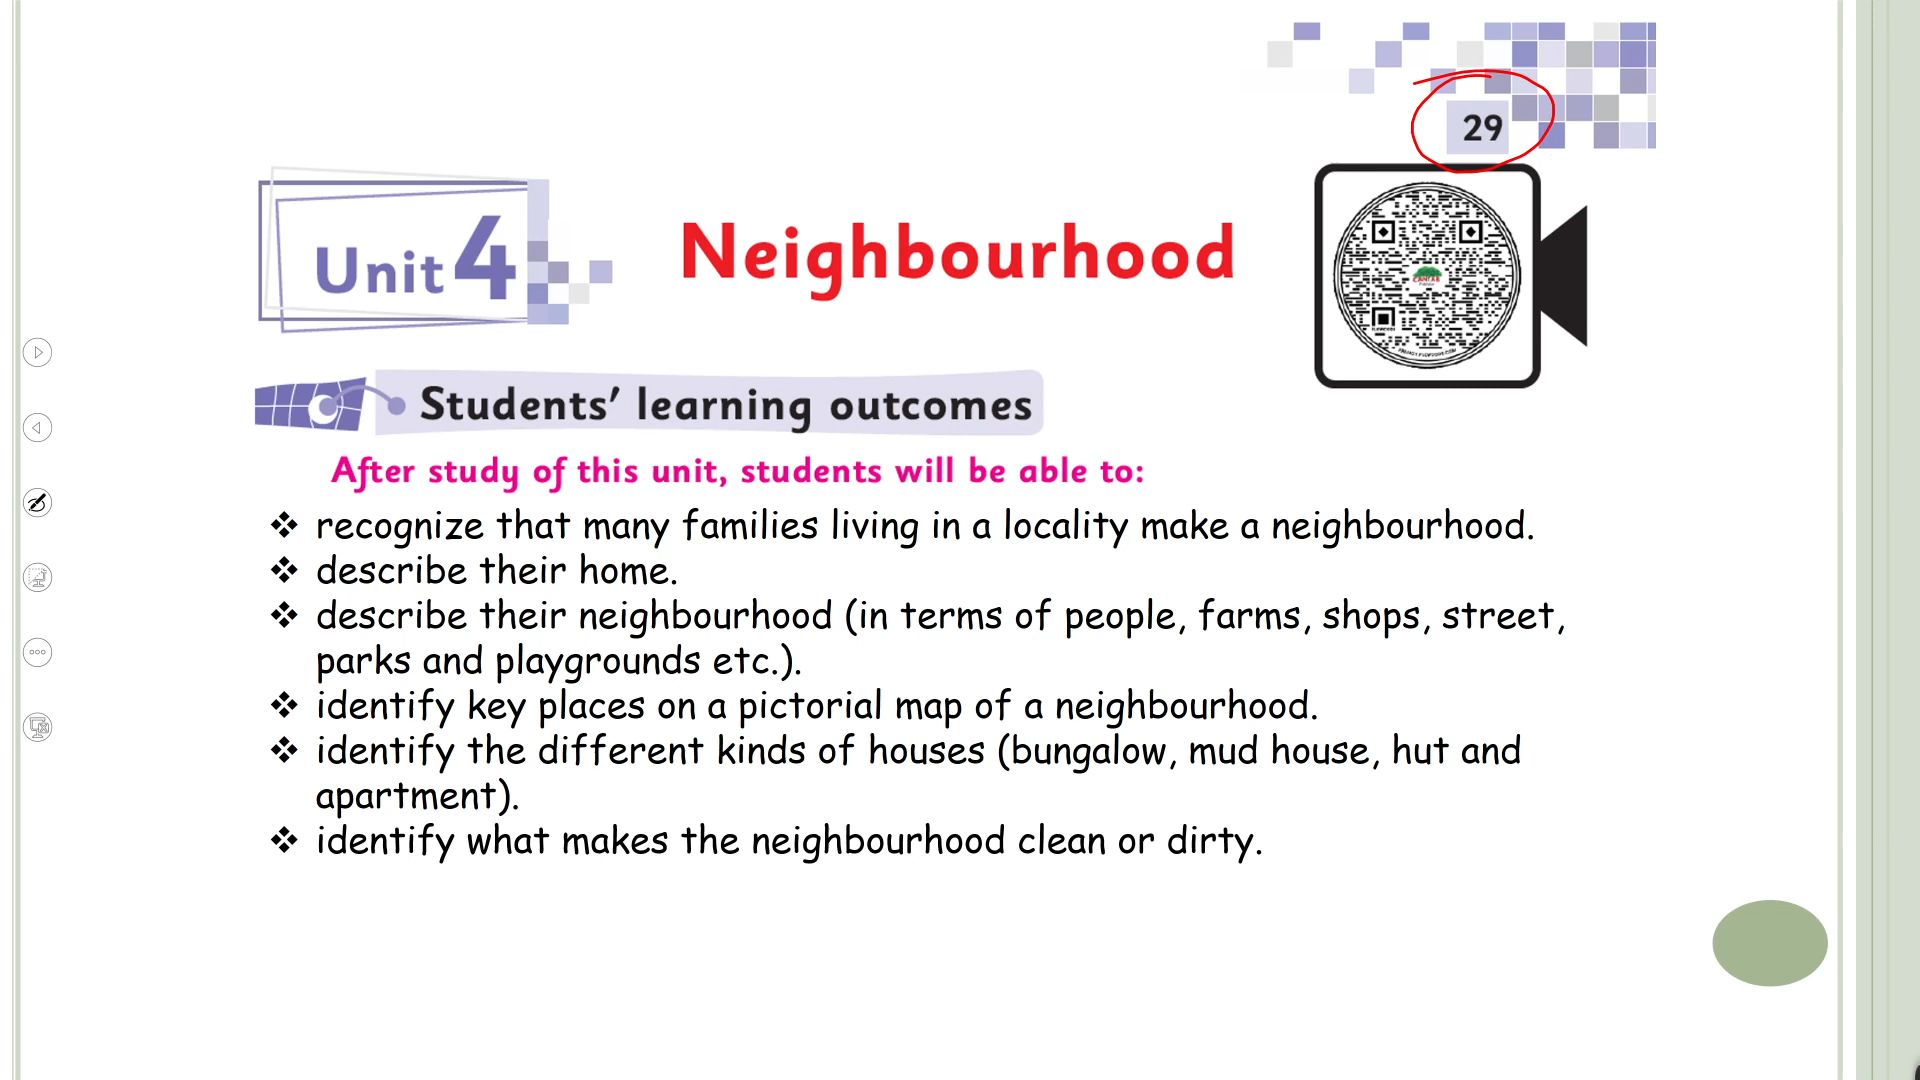 29
Unit 4
Neighbourhood
Students' learning outcomes
After study of this unit, students will be able to:
❖ recognize that many families living in a locality make a neighbourhood.
❖ describe their home.
❖ describe their neighbourhood (in terms of people, farms, shops, street,
parks and playgrounds etc.).
❖ identify key places on a pictorial map of a neighbourhood.
❖ identify the different kinds of houses (bungalow, mud house, hut and
apartment).
❖ identify what makes the neighbourhood clean or dirty.